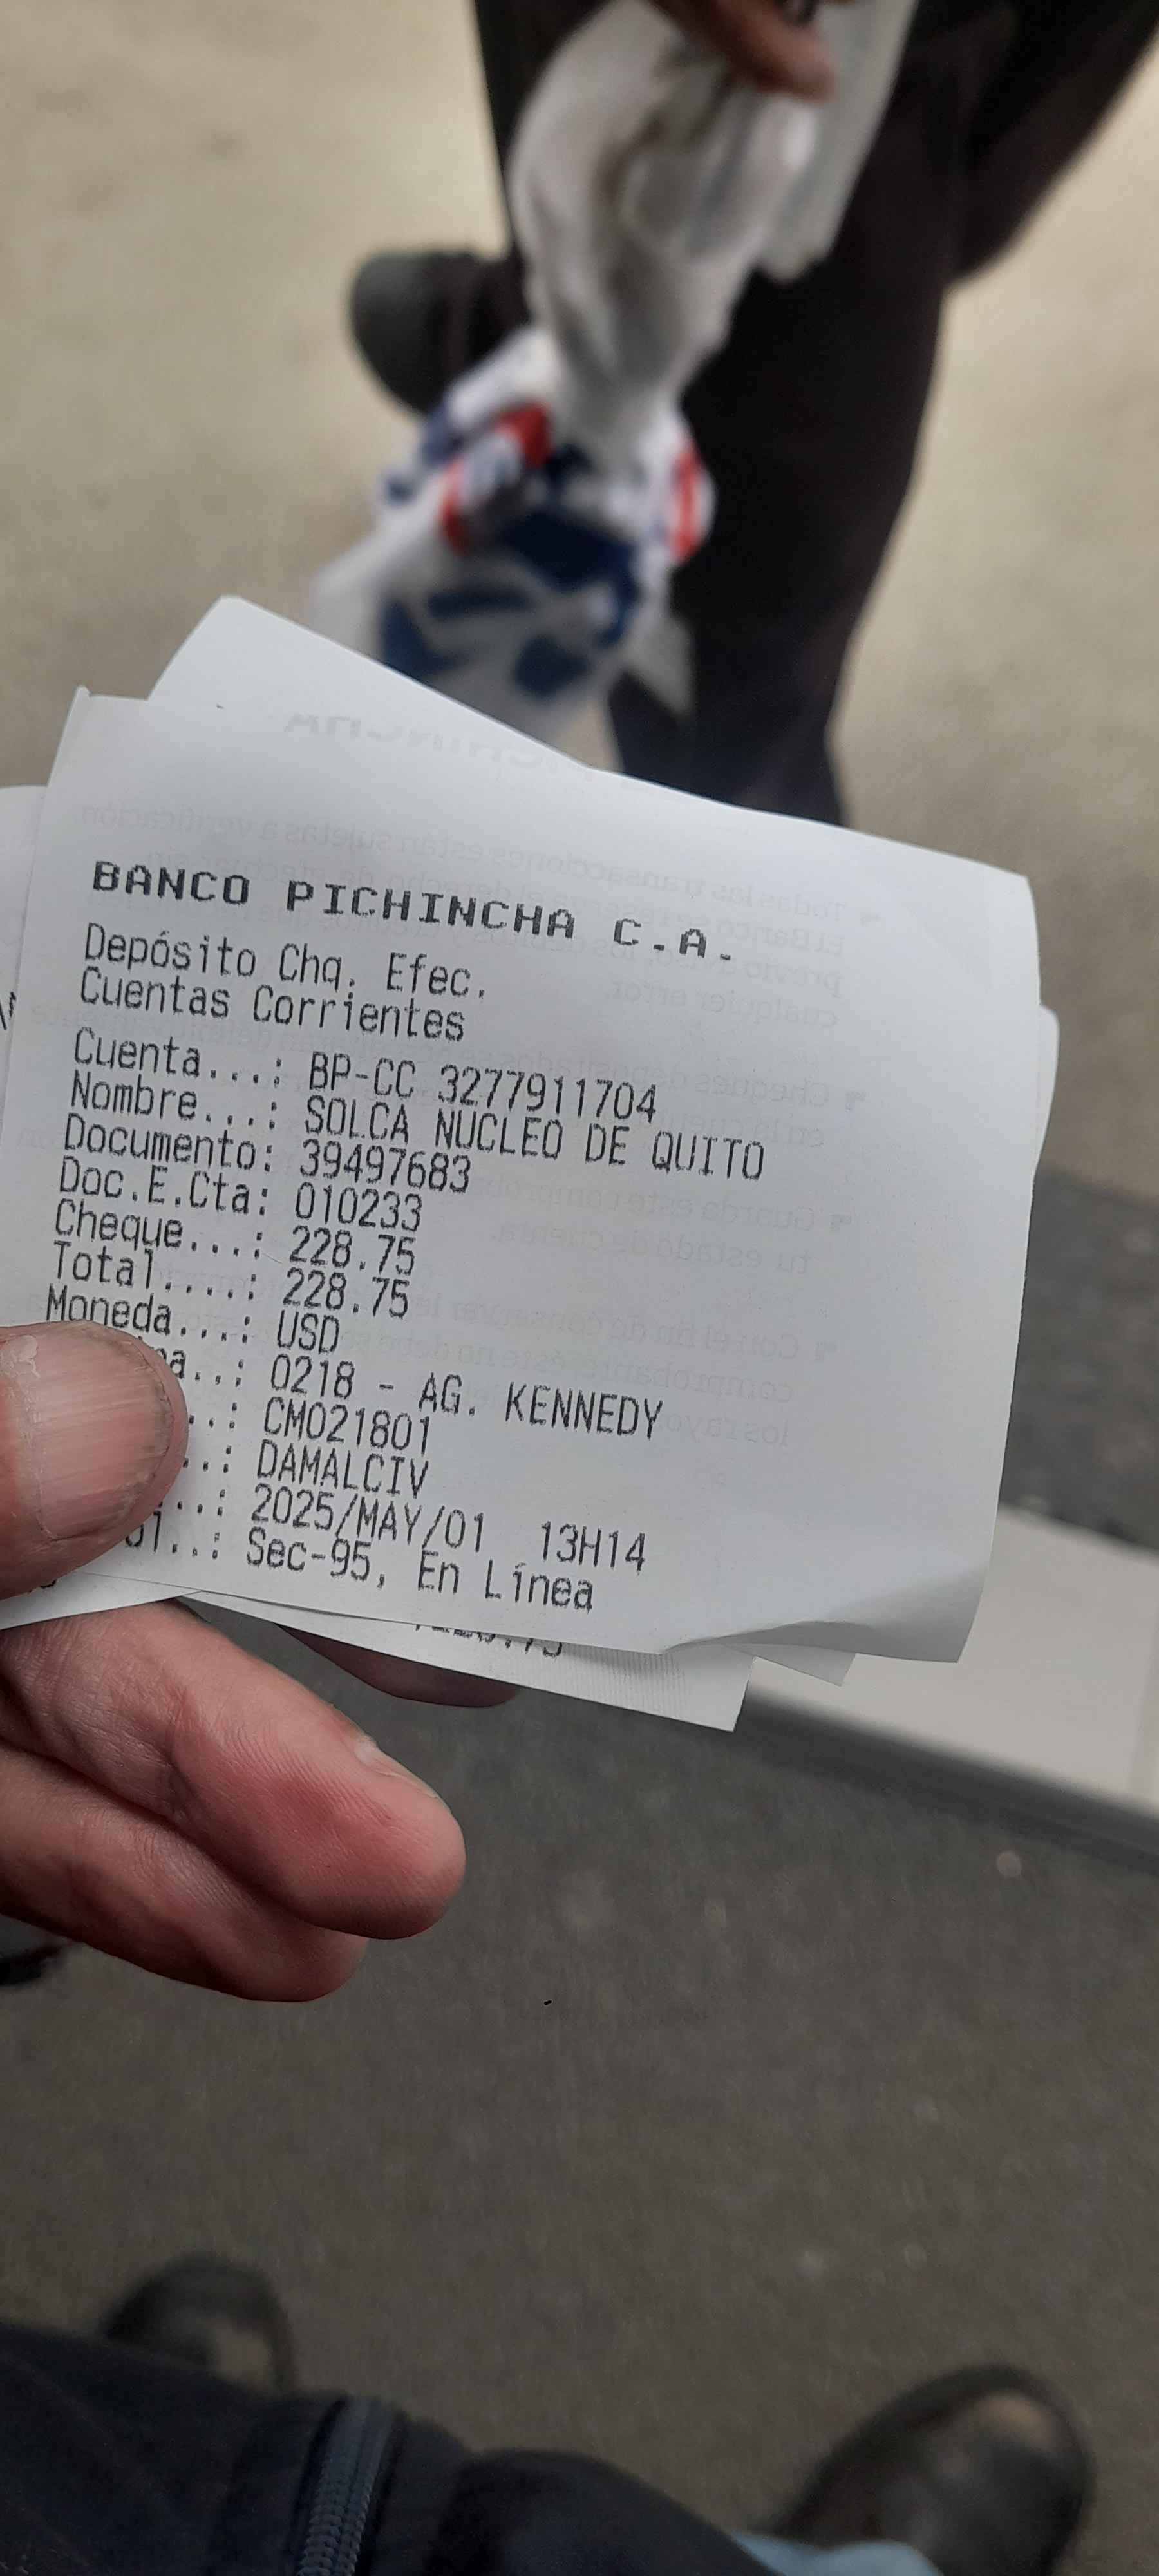 BANCO PICHINCHA C.A.
Depósito Chq. Efec.
Cuentas Corrientes
Cuenta...: BP-CC 3277911704
Nombre...: SOLCA NUCLEO DE QUITO
Documento: 39497683
Doc.E.Cta: 010233
Cheque...: 228.75
Total....: 228.75
Moneda...: USD
na..: 0218 - AG. KENNEDY
..: CM021801
..: DAMALCIV
...: 2025/MAY/01 13H14
ol..: Sec-95, En Línea